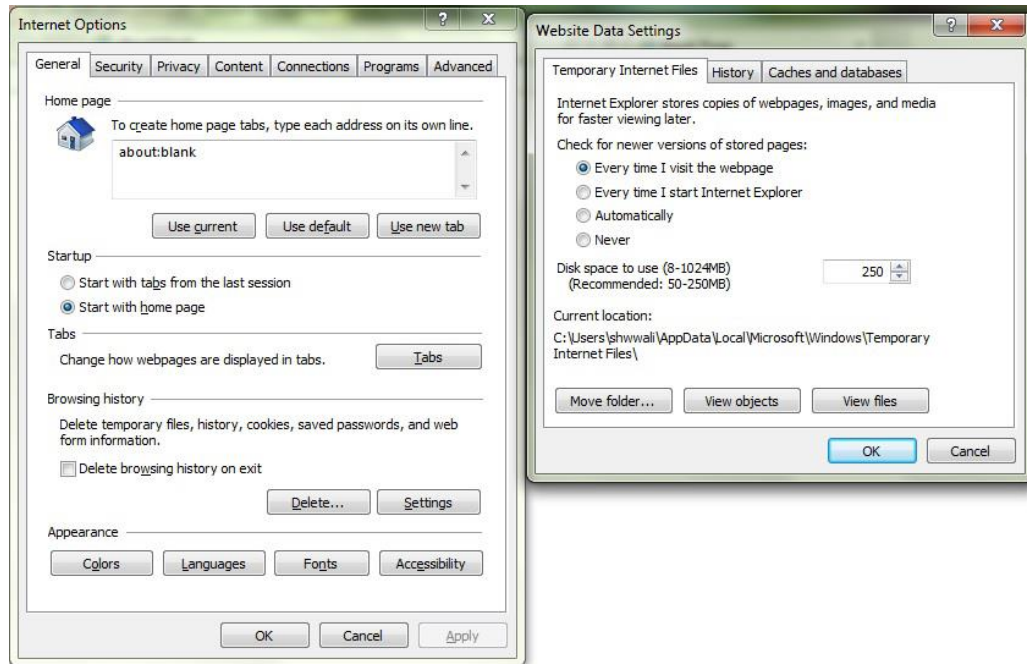 Internet Options
General Security Privacy Content Connections Programs Advanced
Home page
To create home page tabs, type each address on its own line.
about:blank
Use current Use default Use new tab
Startup
Start with tabs from the last session
Start with home page
Tabs
Change how webpages are displayed in tabs.
Tabs
Browsing history
Delete temporary files, history, cookies, saved passwords, and web
form information.
Delete browsing history on exit
Delete... Settings
Appearance
Colors Languages Fonts Accessibility
OK Cancel Apply
Website Data Settings
Temporary Internet Files History Caches and databases
Internet Explorer stores copies of webpages, images, and media
for faster viewing later.
Check for newer versions of stored pages:
Every time I visit the webpage
Every time I start Internet Explorer
Automatically
Never
Disk space to use (8-1024MB) 250
(Recommended: 50-250MB)
Current location:
C:\Users\shwwali\AppData\Local\Microsoft\Windows\Temporary
Internet Files\
Move folder... View objects View files
OK Cancel